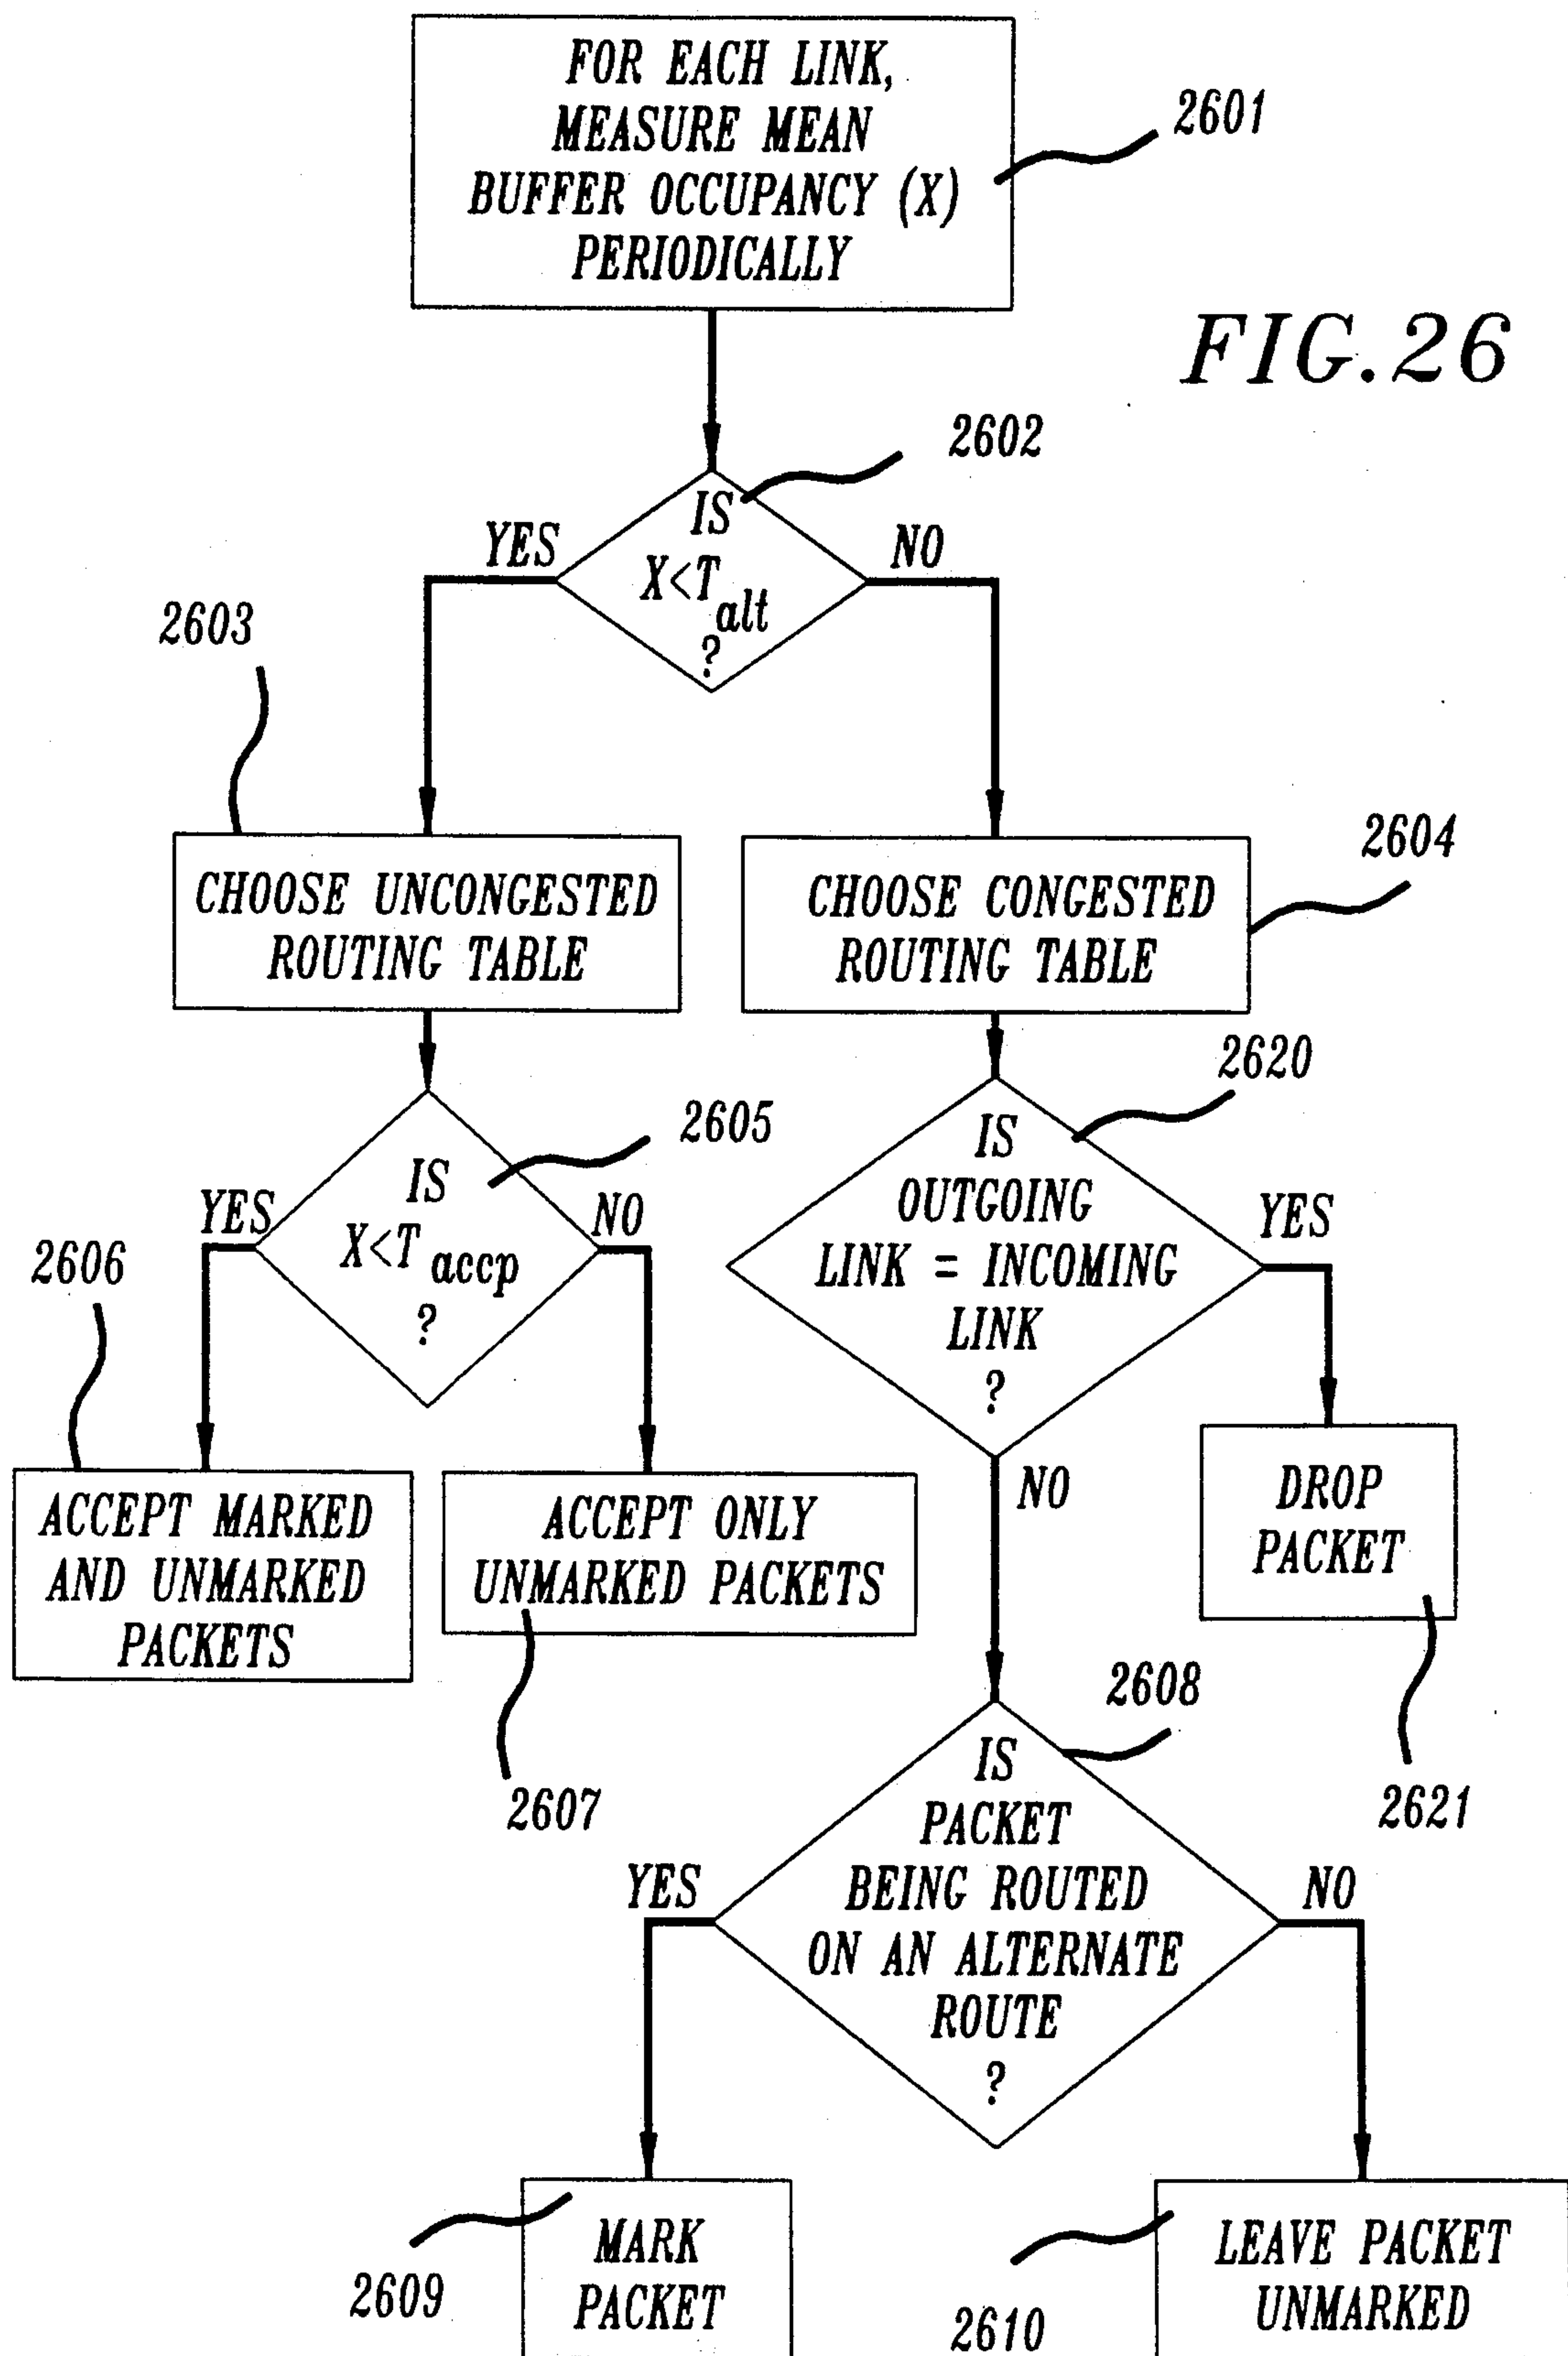 FOR EACH LINK,
MEASURE MEAN
BUFFER OCCUPANCY (X)
PERIODICALLY
2601
FIG.26
2602
IS
X<T alt
?
YES
NO
2603
CHOOSE UNCONGESTED
ROUTING TABLE
2604
CHOOSE CONGESTED
ROUTING TABLE
2605
IS
X<T accp
?
YES
NO
2620
IS
OUTGOING
LINK = INCOMING
LINK
?
YES
NO
2606
ACCEPT MARKED
AND UNMARKED
PACKETS
ACCEPT ONLY
UNMARKED PACKETS
2607
DROP
PACKET
2621
2608
IS
PACKET
BEING ROUTED
ON AN ALTERNATE
ROUTE
?
YES
NO
MARK
PACKET
2609
LEAVE PACKET
UNMARKED
2610